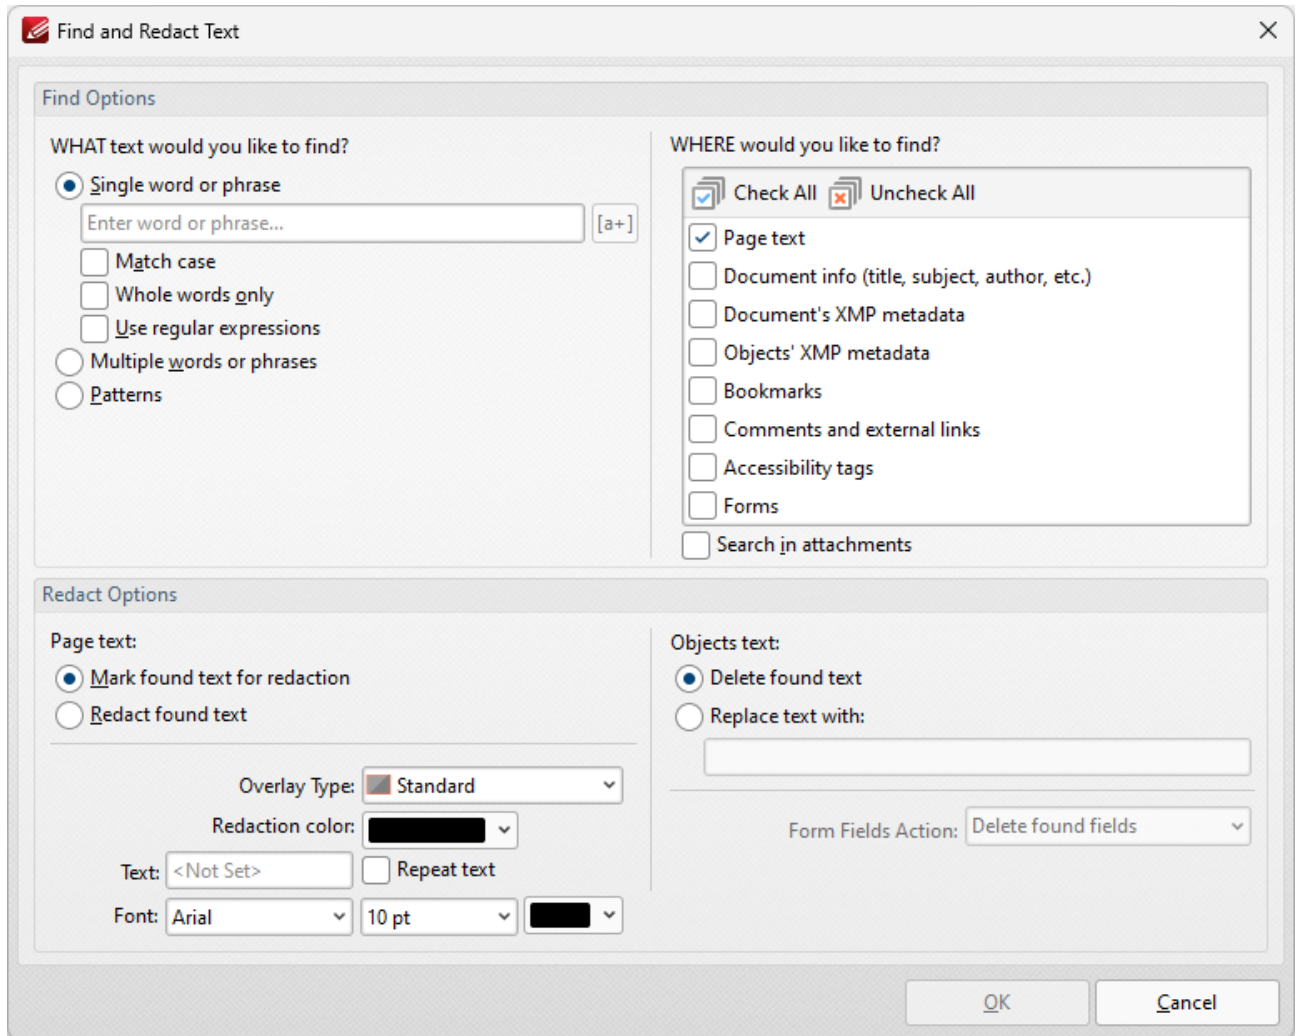 Find and Redact Text
Find Options
WHAT text would you like to find?
Single word or phrase
Enter word or phrase...
[a+]
Match case
Whole words only
Use regular expressions
Multiple words or phrases
Patterns
WHERE would you like to find?
Check All Uncheck All
Page text
Document info (title, subject, author, etc.)
Document's XMP metadata
Objects' XMP metadata
Bookmarks
Comments and external links
Accessibility tags
Forms
Search in attachments
Redact Options
Page text:
Mark found text for redaction
Redact found text
Overlay Type: Standard
Redaction color:
Text: <Not Set> Repeat text
Font: Arial 10 pt
Objects text:
Delete found text
Replace text with:
Form Fields Action: Delete found fields
OK Cancel